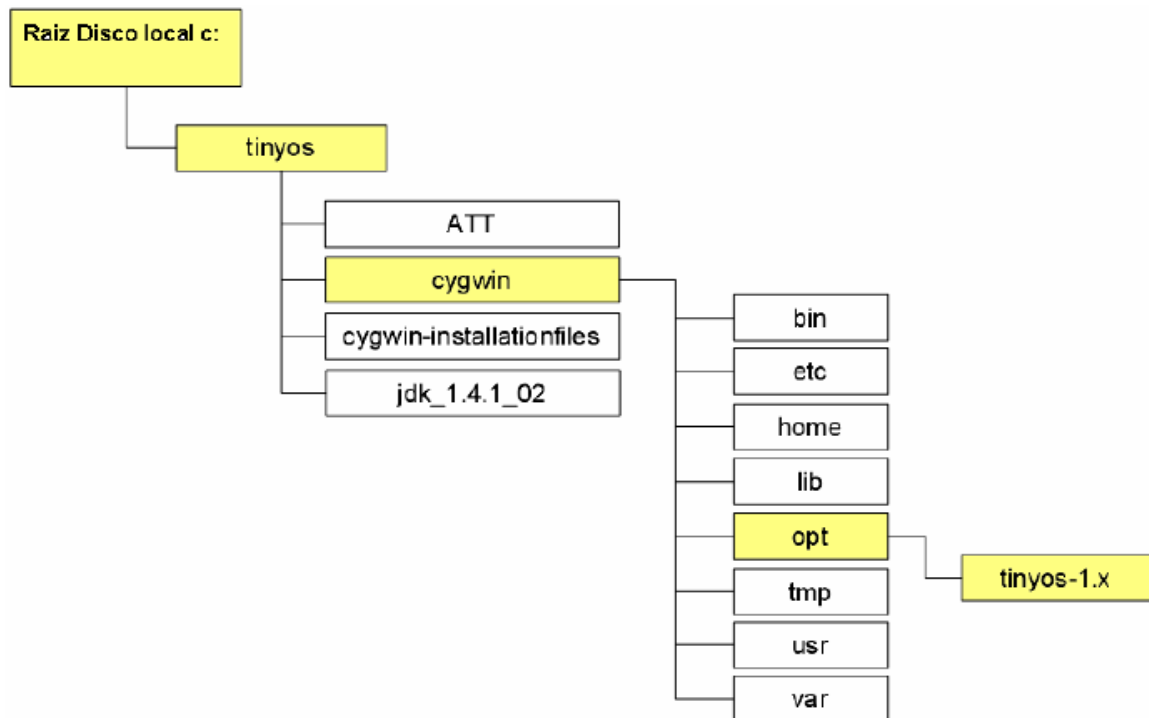 Raiz Disco local c:
tinyos
ATT
cygwin
cygwin-installationfiles
jdk_1.4.1_02
bin
etc
home
lib
opt
tinyos-1.x
tmp
usr
var